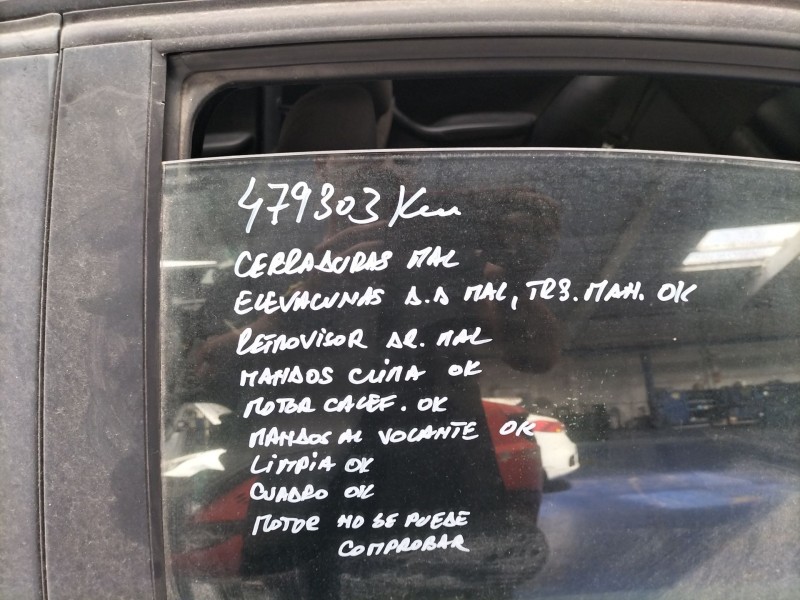 479303 Km
CERRADURAS MAL
ELEVALUNAS D.D MAL, TRS. MAN. OK
RETROVISOR DR. MAL
MANDOS CLIMA OK
MOTOR CALEF. OK
MANDOS AL VOLANTE OK
LIMPIA OK
CUADRO OK
MOTOR NO SE PUEDE
COMPROBAR